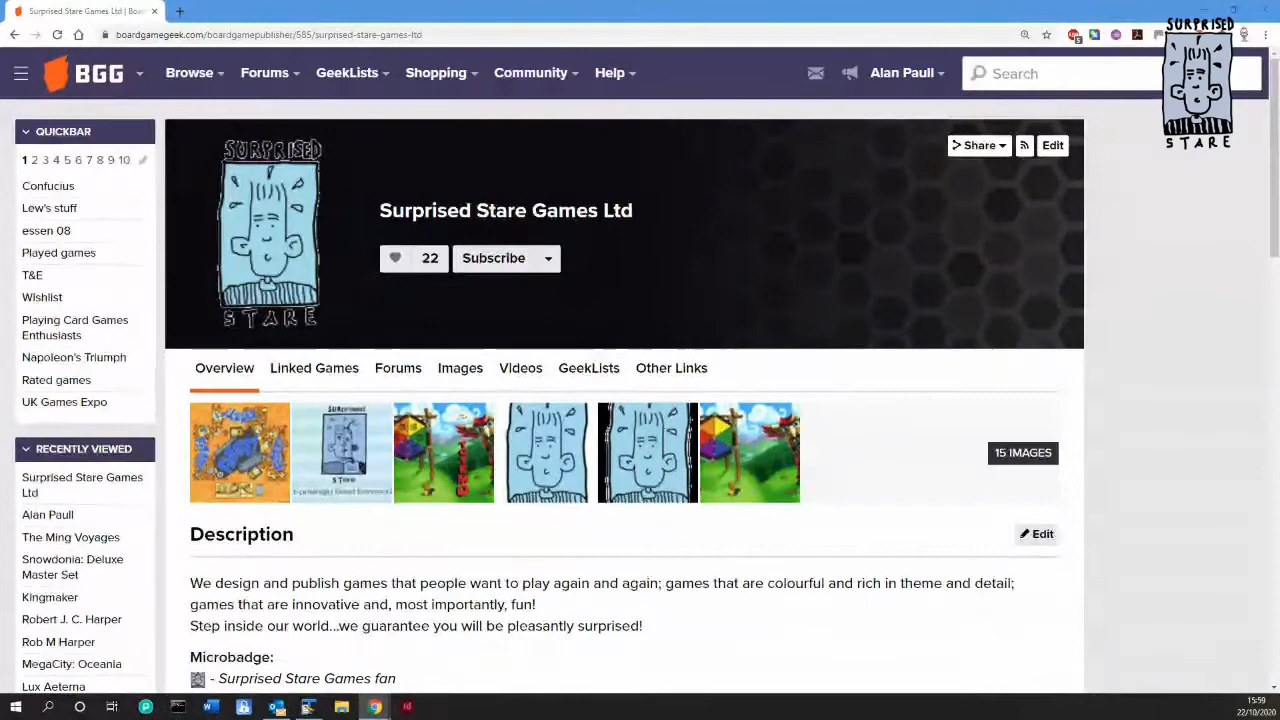 Surprised Stare Games Ltd | Boar
boardgamegeek.com/boardgamepublisher/585/surprised-stare-games-ltd
SURPRISED
STARE
BGG
Browse
Forums
GeekLists
Shopping
Community
Help
Alan Paull
Search
QUICKBAR
1 2 3 4 5 6 7 8 9 10
Confucius
Lew's stuff
essen 08
Played games
T&E
Wishlist
Playing Card Games
Enthusiasts
Napoleon's Triumph
Rated games
UK Games Expo
RECENTLY VIEWED
Surprised Stare Games
Ltd
Alan Paull
The Ming Voyages
Snowdonia: Deluxe
Master Set
Kingmaker
Robert J. C. Harper
Rob M Harper
MegaCity: Oceania
Lux Aeterna
SURPRISED
STARE
Surprised Stare Games Ltd
22
Subscribe
Share
Edit
Overview
Linked Games
Forums
Images
Videos
GeekLists
Other Links
SURPRISED
STARE
15 IMAGES
Description
Edit
We design and publish games that people want to play again and again; games that are colourful and rich in theme and detail;
games that are innovative and, most importantly, fun!
Step inside our world...we guarantee you will be pleasantly surprised!
Microbadge:
- Surprised Stare Games fan
15:59
22/10/2020